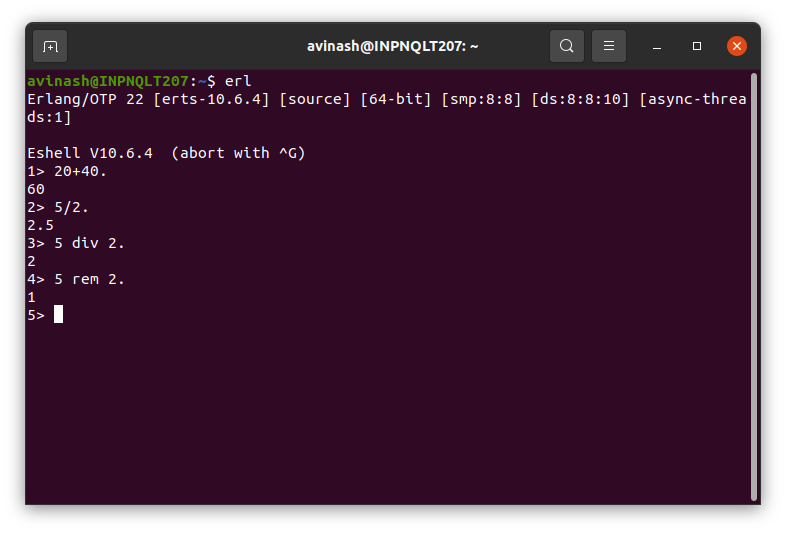 avinash@INPNQLT207: ~
avinash@INPNQLT207:~$ erl
Erlang/OTP 22 [erts-10.6.4] [source] [64-bit] [smp:8:8] [ds:8:8:10] [async-threa
ds:1]
Eshell V10.6.4  (abort with ^G)
1> 20+40.
60
2> 5/2.
2.5
3> 5 div 2.
2
4> 5 rem 2.
1
5>